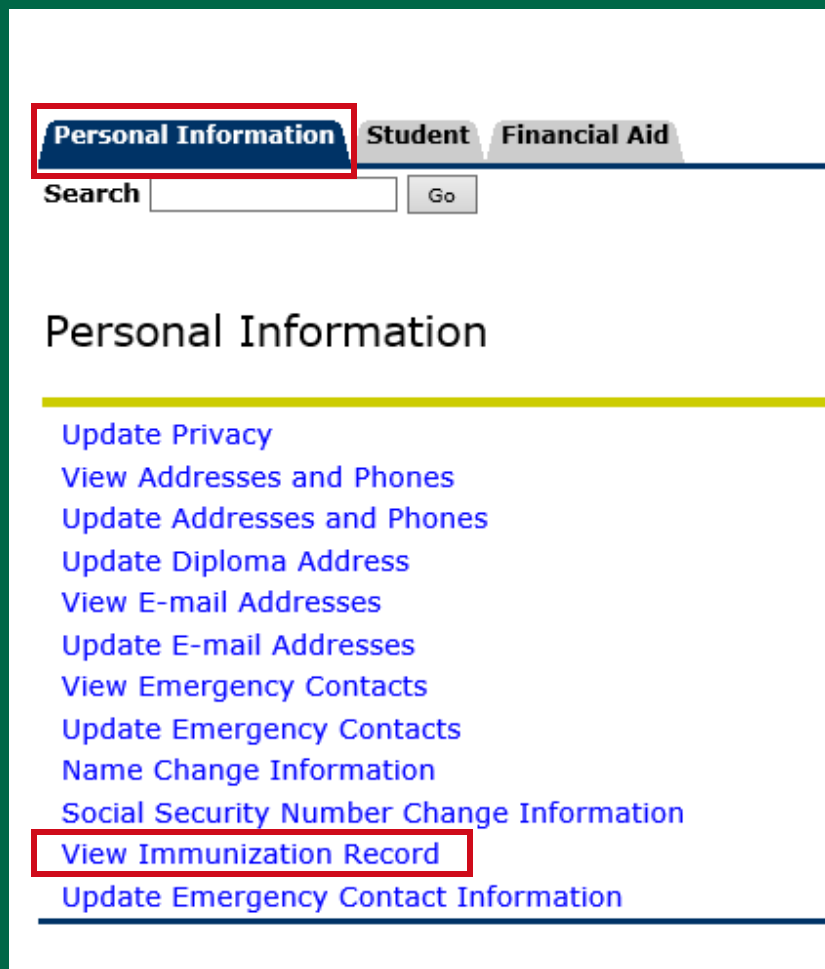 Personal Information Student Financial Aid
Search Go
Personal Information
Update Privacy
View Addresses and Phones
Update Addresses and Phones
Update Diploma Address
View E-mail Addresses
Update E-mail Addresses
View Emergency Contacts
Update Emergency Contacts
Name Change Information
Social Security Number Change Information
View Immunization Record
Update Emergency Contact Information